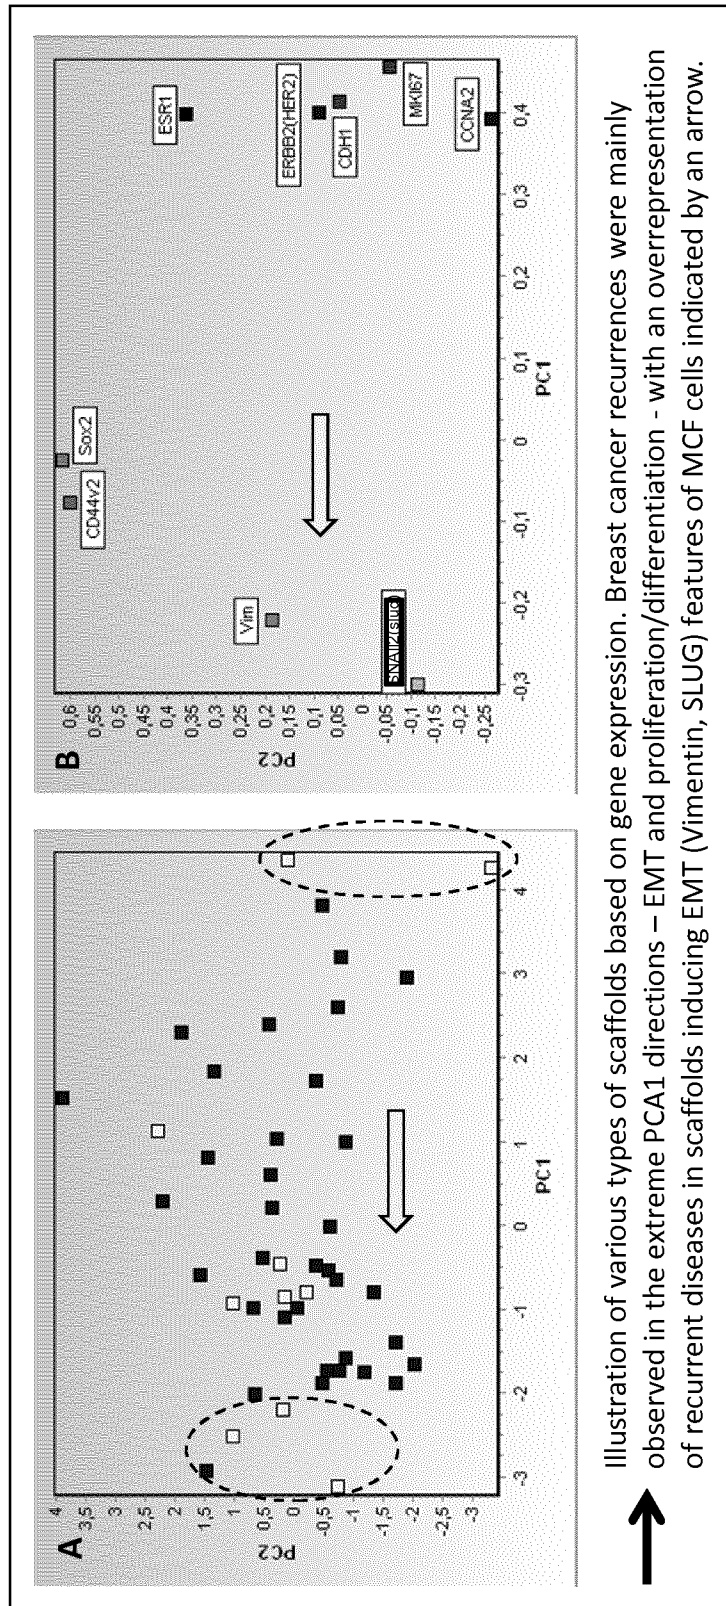 A
PC2
4
3,5
3
2,5
2
1,5
1
0,5
0
-0,5
-1
-1,5
-2
-2,5
-3
-3 -2 -1 0 1 2 3 4
PC1
B
PC2
0,6
0,55
0,5
0,45
0,4
0,35
0,3
0,25
0,2
0,15
0,1
0,05
0
-0,05
-0,1
-0,15
-0,2
-0,25
Sox2
CD44v2
ESR1
Vim
ERBB2(HER2)
CDH1
SNAI2(slug)
MKI67
CCNA2
-0,3 -0,2 -0,1 0 0,1 0,2 0,3 0,4
PC1
Illustration of various types of scaffolds based on gene expression. Breast cancer recurrences were mainly
observed in the extreme PCA1 directions – EMT and proliferation/differentiation - with an overrepresentation
of recurrent diseases in scaffolds inducing EMT (Vimentin, SLUG) features of MCF cells indicated by an arrow.